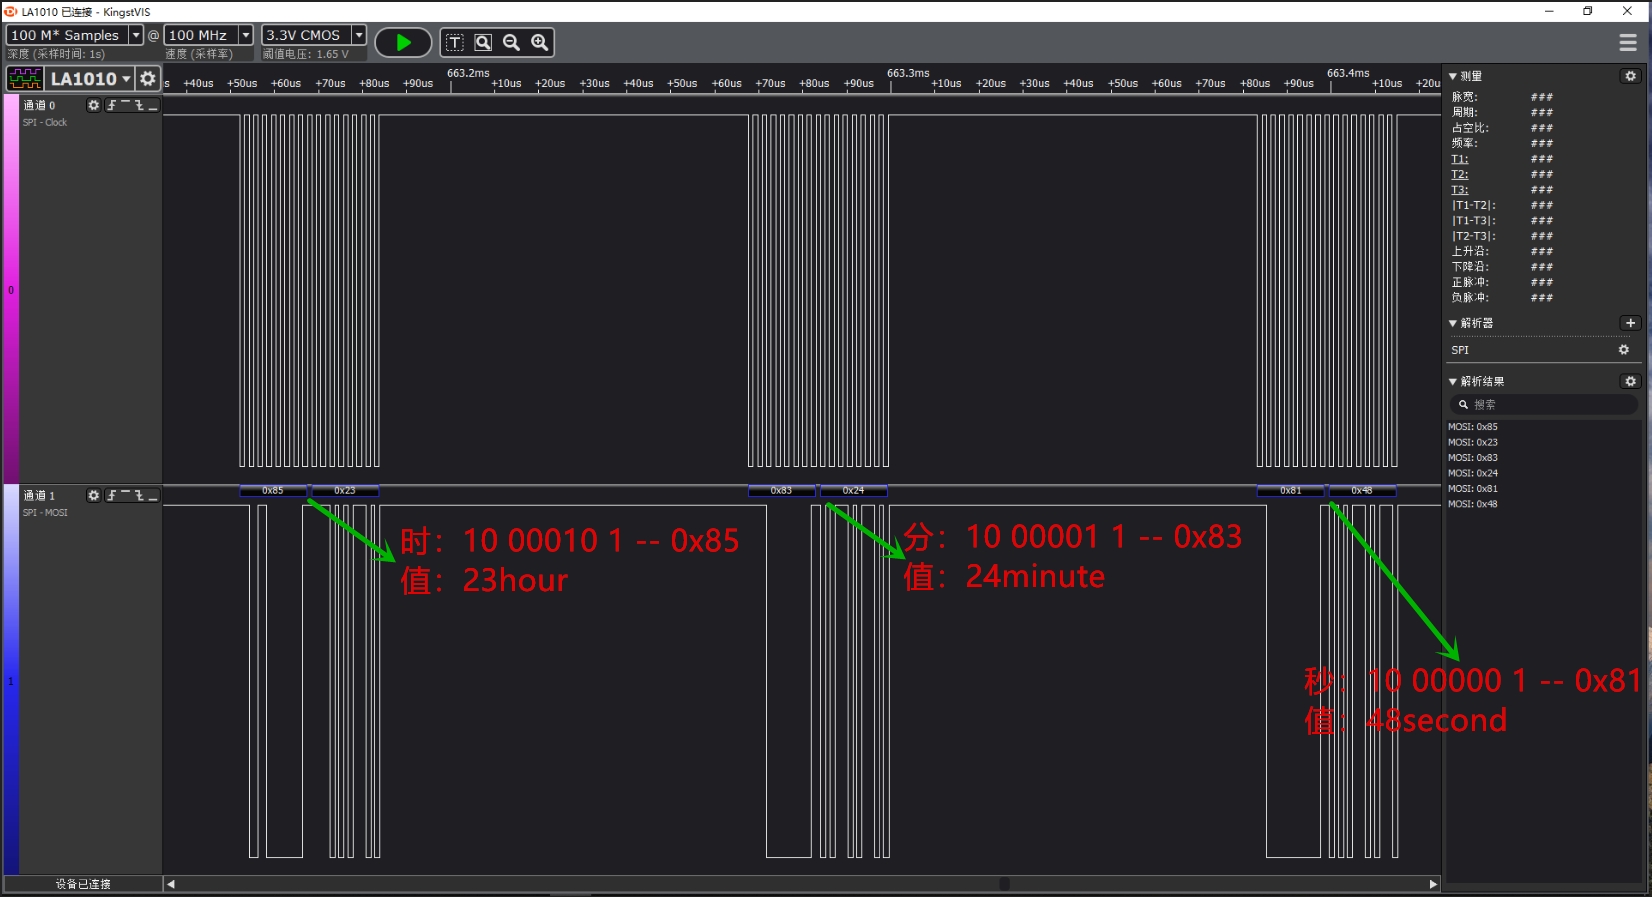 LA1010 已连接 - KingstVIS
100 M* Samples @ 100 MHz 3.3V CMOS
深度 (采样时间: 1s) 速度 (采样率) 阈值电压: 1.65 V
LA1010
663.2ms 663.3ms 663.4ms
s +40us +50us +60us +70us +80us +90us +10us +20us +30us +40us +50us +60us +70us +80us +90us +10us +20us +30us +40us +50us +60us +70us +80us +90us +10us +20u
通道 0
SPI - Clock
0
通道 1
SPI - MOSI
1
0x85 0x23 0x83 0x24 0x81 0x48
时：10 00010 1 -- 0x85
值：23hour
分：10 00001 1 -- 0x83
值：24minute
秒：10 00000 1 -- 0x81
值：48second
测量
脉宽: ###
周期: ###
占空比: ###
频率: ###
T1: ###
T2: ###
T3: ###
|T1-T2|: ###
|T1-T3|: ###
|T2-T3|: ###
上升沿: ###
下降沿: ###
正脉冲: ###
负脉冲: ###
解析器
SPI
解析结果
搜索
MOSI: 0x85
MOSI: 0x23
MOSI: 0x83
MOSI: 0x24
MOSI: 0x81
MOSI: 0x48
设备已连接